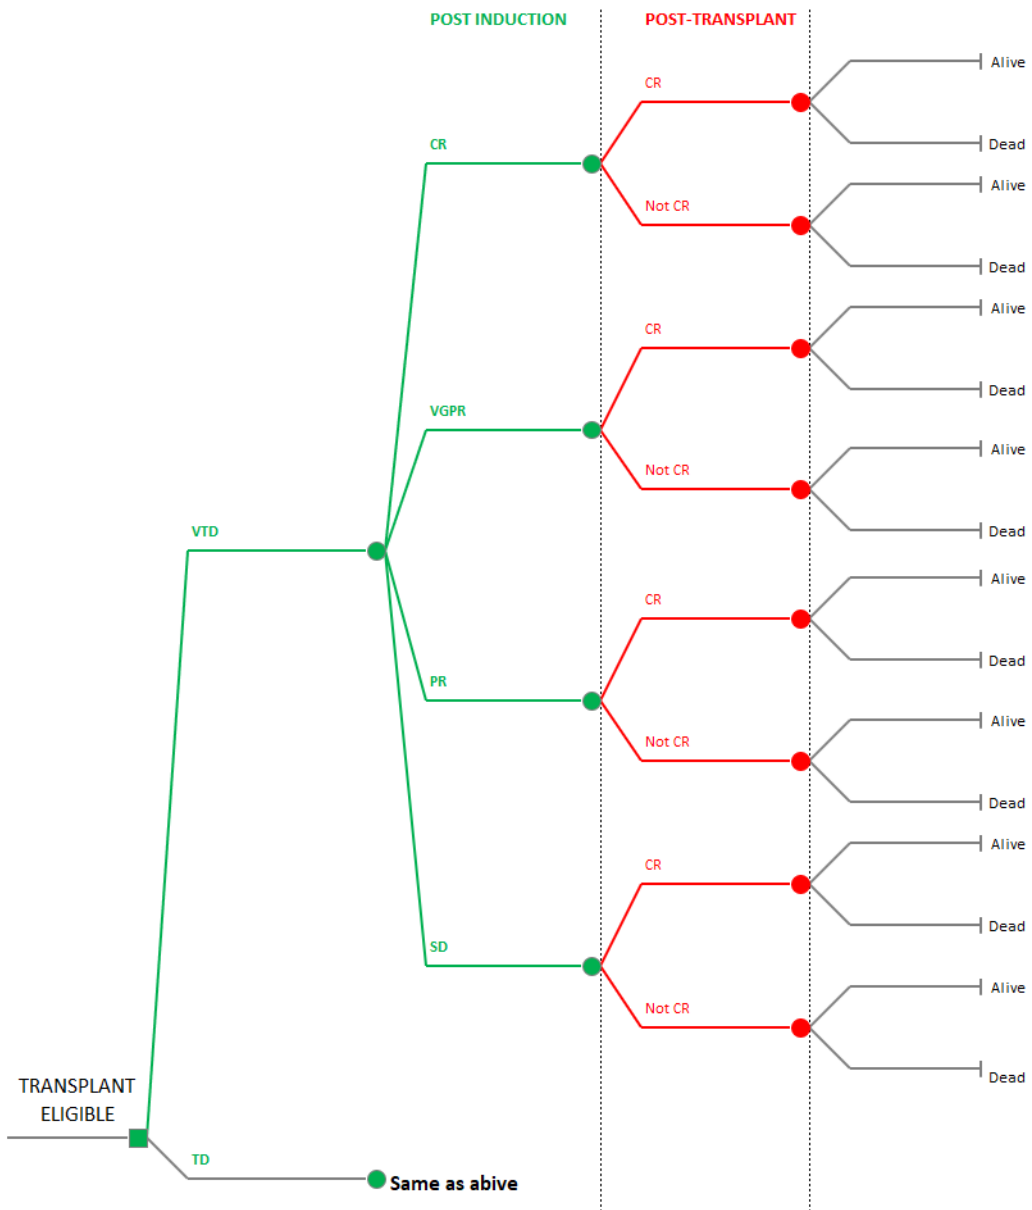 POST INDUCTION
POST-TRANSPLANT
Alive
CR
Dead
CR
Alive
Not CR
Dead
Alive
CR
Dead
VGPR
Alive
Not CR
Dead
VTD
Alive
CR
Dead
PR
Alive
Not CR
Dead
Alive
CR
Dead
SD
Alive
Not CR
Dead
TRANSPLANT
ELIGIBLE
TD
Same as abive